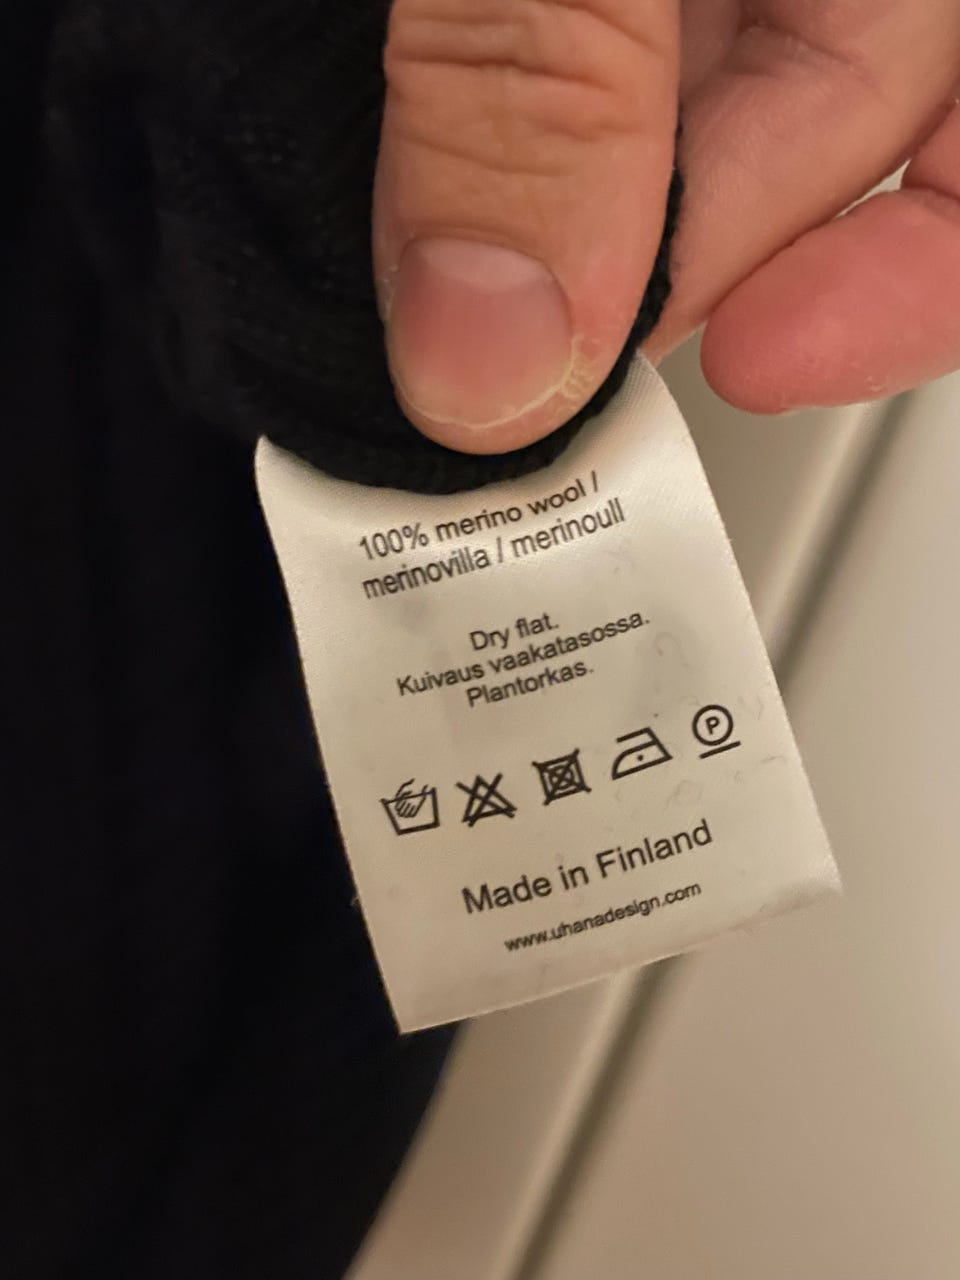 100% merino wool /
merinovilla / merinoull
Dry flat.
Kuivaus vaakatasossa.
Plantorkas.
P
Made in Finland
www.uhanadesign.com